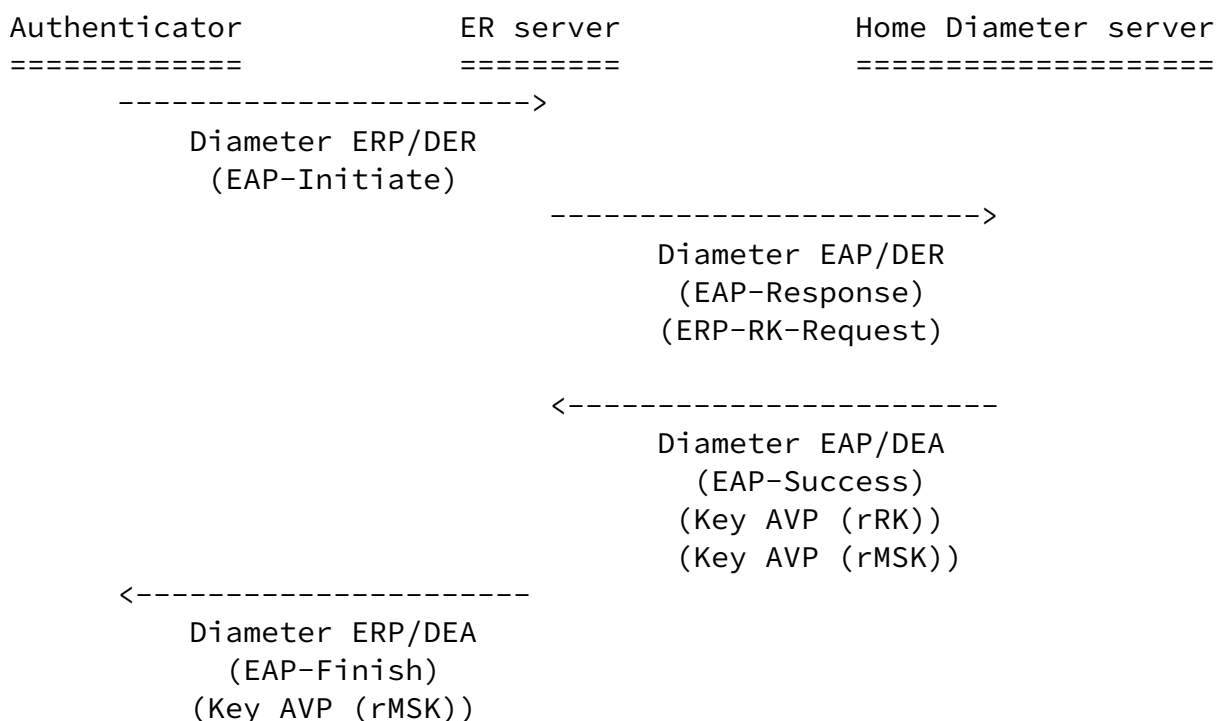 Authenticator ER server Home Diameter server
============= ========= ====================
----------------------->
Diameter ERP/DER
(EAP-Initiate)
------------------------>
Diameter EAP/DER
(EAP-Response)
(ERP-RK-Request)
<------------------------
Diameter EAP/DEA
(EAP-Success)
(Key AVP (rRK))
(Key AVP (rMSK))
<----------------------
Diameter ERP/DEA
(EAP-Finish)
(Key AVP (rMSK))